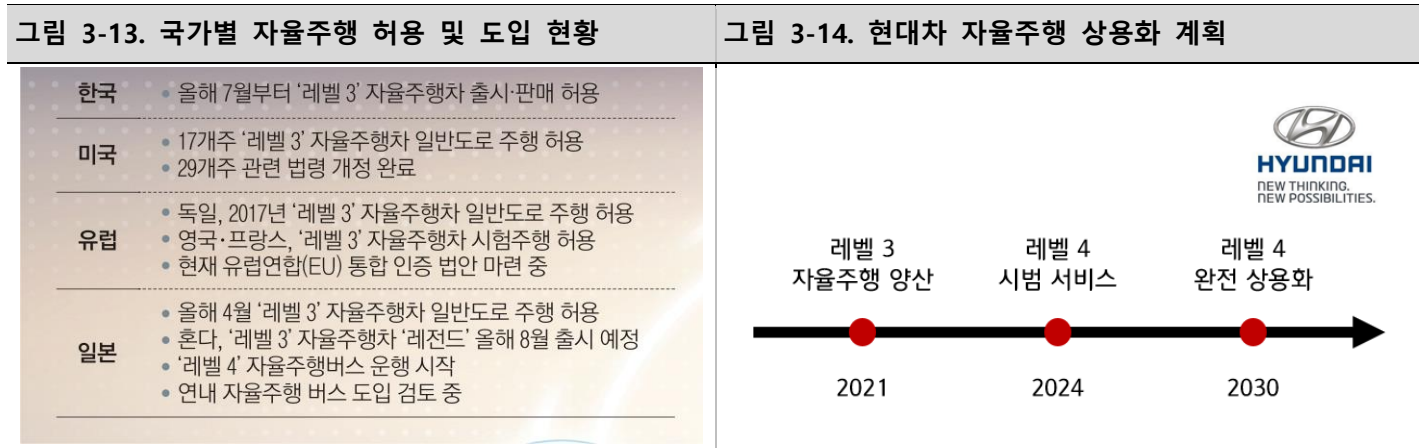 그림 3-13. 국가별 자율주행 허용 및 도입 현황
한국
• 올해 7월부터 ‘레벨 3’ 자율주행차 출시·판매 허용
미국
• 17개주 ‘레벨 3’ 자율주행차 일반도로 주행 허용
• 29개주 관련 법령 개정 완료
유럽
• 독일, 2017년 ‘레벨 3’ 자율주행차 일반도로 주행 허용
• 영국·프랑스, ‘레벨 3’ 자율주행차 시험주행 허용
• 현재 유럽연합(EU) 통합 인증 법안 마련 중
일본
• 올해 4월 ‘레벨 3’ 자율주행차 일반도로 주행 허용
• 혼다, ‘레벨 3’ 자율주행차 ‘레전드’ 올해 8월 출시 예정
• ‘레벨 4’ 자율주행버스 운행 시작
• 연내 자율주행 버스 도입 검토 중
그림 3-14. 현대차 자율주행 상용화 계획
HYUNDAI
NEW THINKING.
NEW POSSIBILITIES.
레벨 3
자율주행 양산
레벨 4
시범 서비스
레벨 4
완전 상용화
2021
2024
2030